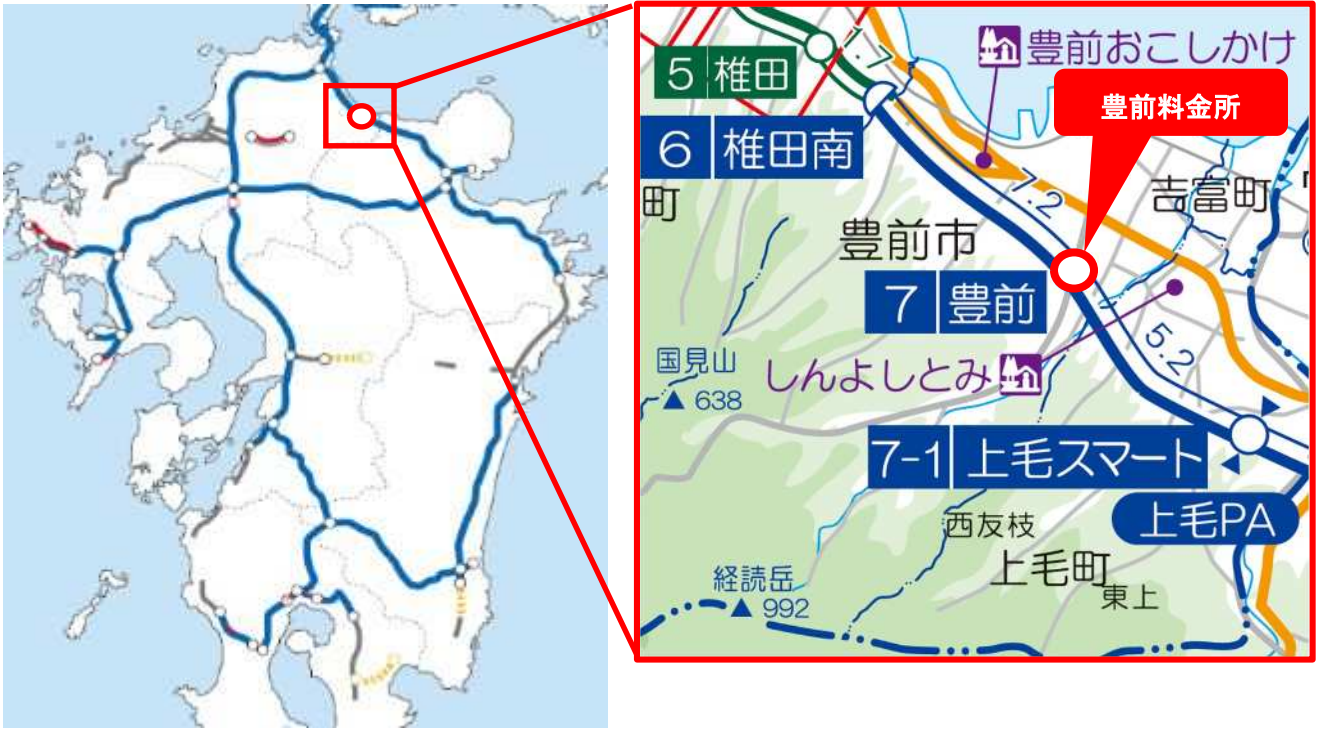 豊前おこしかけ
5 椎田
1.7
豊前料金所
6 椎田南
町
7.2
吉富町
豊前市
7 豊前
国見山
▲ 638
しんよしとみ
5.2
7-1 上毛スマート
上毛PA
西友枝
上毛町
東上
経読岳
▲ 992